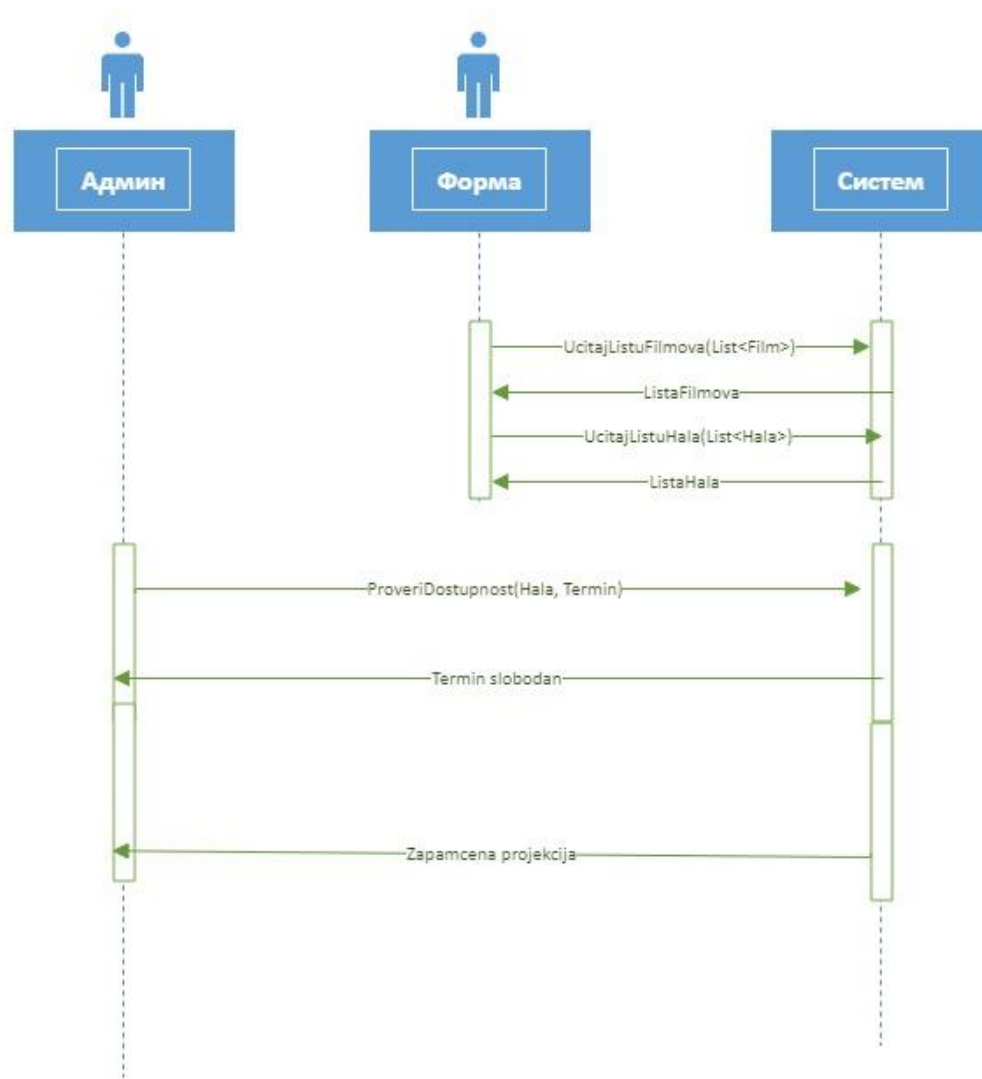 Админ
Форма
Систем
UcitajListuFilmova(List<Film>)
ListaFilmova
UcitajListuHala(List<Hala>)
ListaHala
ProveriDostupnost(Hala, Termin)
Termin slobodan
Zapamcena projekcija